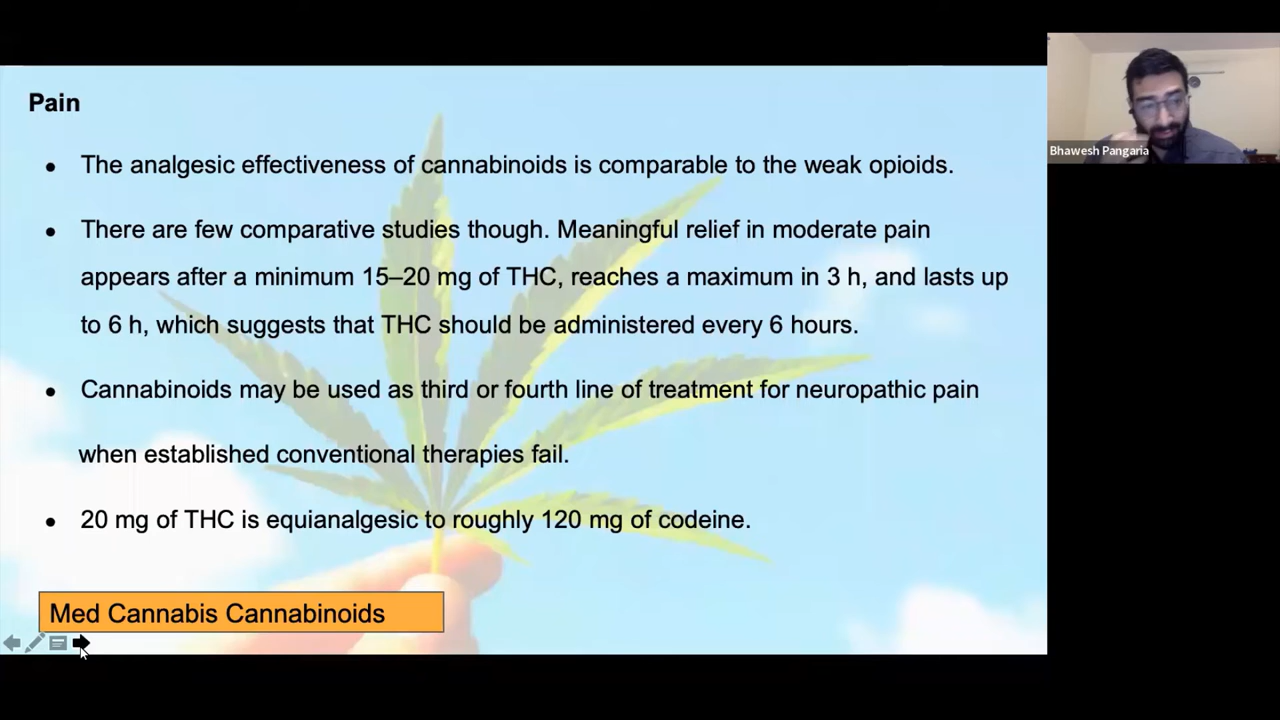 Pain
• The analgesic effectiveness of cannabinoids is comparable to the weak opioids.
• There are few comparative studies though. Meaningful relief in moderate pain
appears after a minimum 15–20 mg of THC, reaches a maximum in 3 h, and lasts up
to 6 h, which suggests that THC should be administered every 6 hours.
• Cannabinoids may be used as third or fourth line of treatment for neuropathic pain
when established conventional therapies fail.
• 20 mg of THC is equianalgesic to roughly 120 mg of codeine.
Med Cannabis Cannabinoids
Bhawesh Pangaria